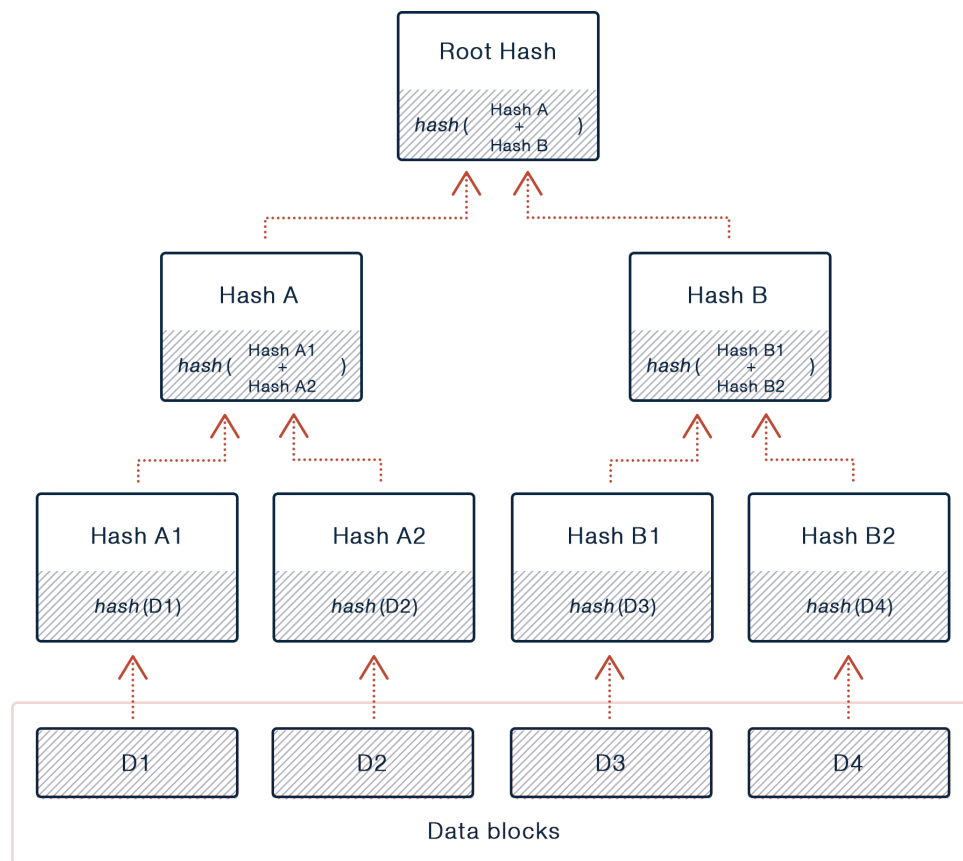 Root Hash
hash( Hash A + Hash B )
Hash A
hash( Hash A1 + Hash A2 )
Hash B
hash( Hash B1 + Hash B2 )
Hash A1
hash(D1)
Hash A2
hash(D2)
Hash B1
hash(D3)
Hash B2
hash(D4)
D1
D2
D3
D4
Data blocks